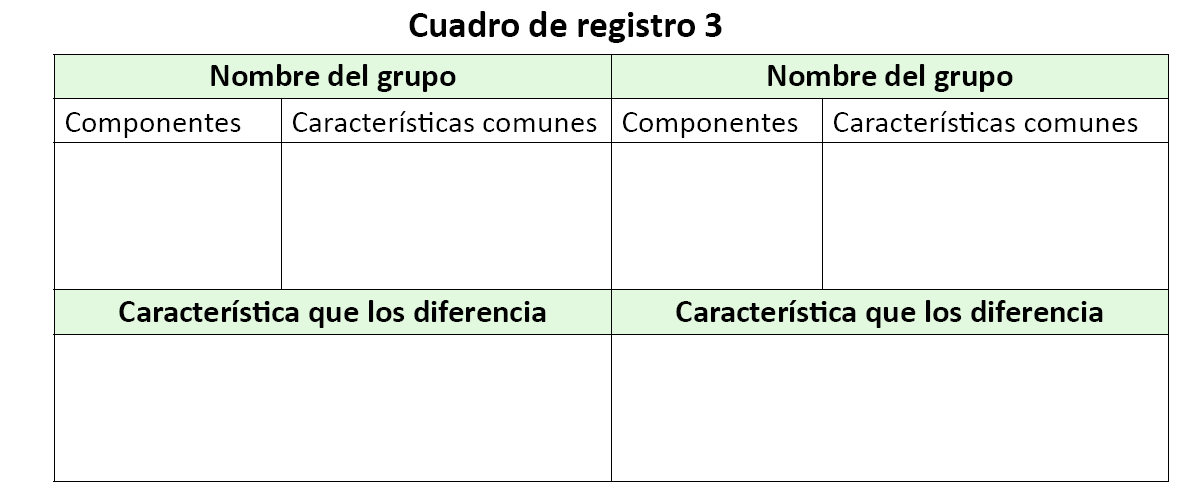 Cuadro de registro 3
Nombre del grupo Nombre del grupo
Componentes Características comunes Componentes Características comunes
Característica que los diferencia Característica que los diferencia